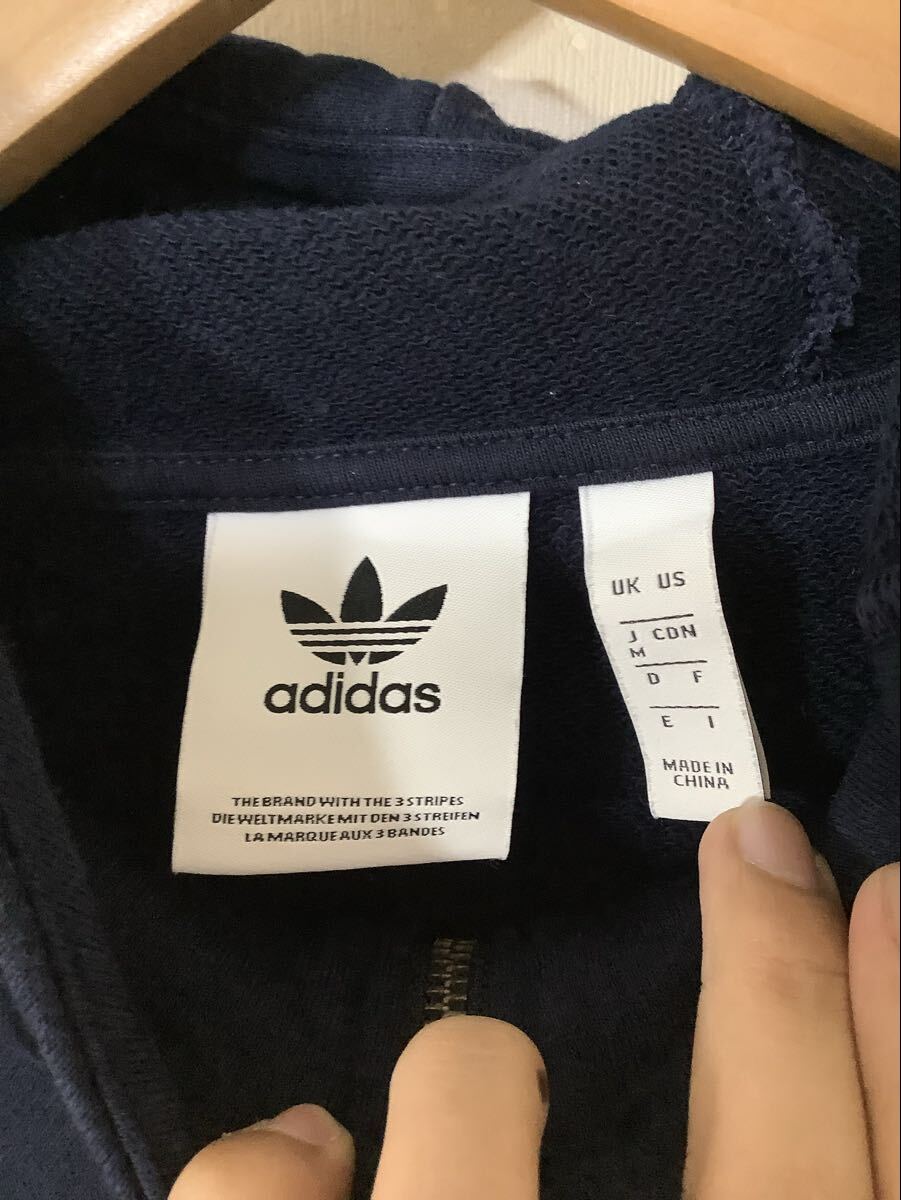 adidas
THE BRAND WITH THE 3 STRIPES
DIE WELTMARKE MIT DEN 3 STREIFEN
LA MARQUE AUX 3 BANDES
UK US
J CDN
M
D F
E I
MADE IN
CHINA